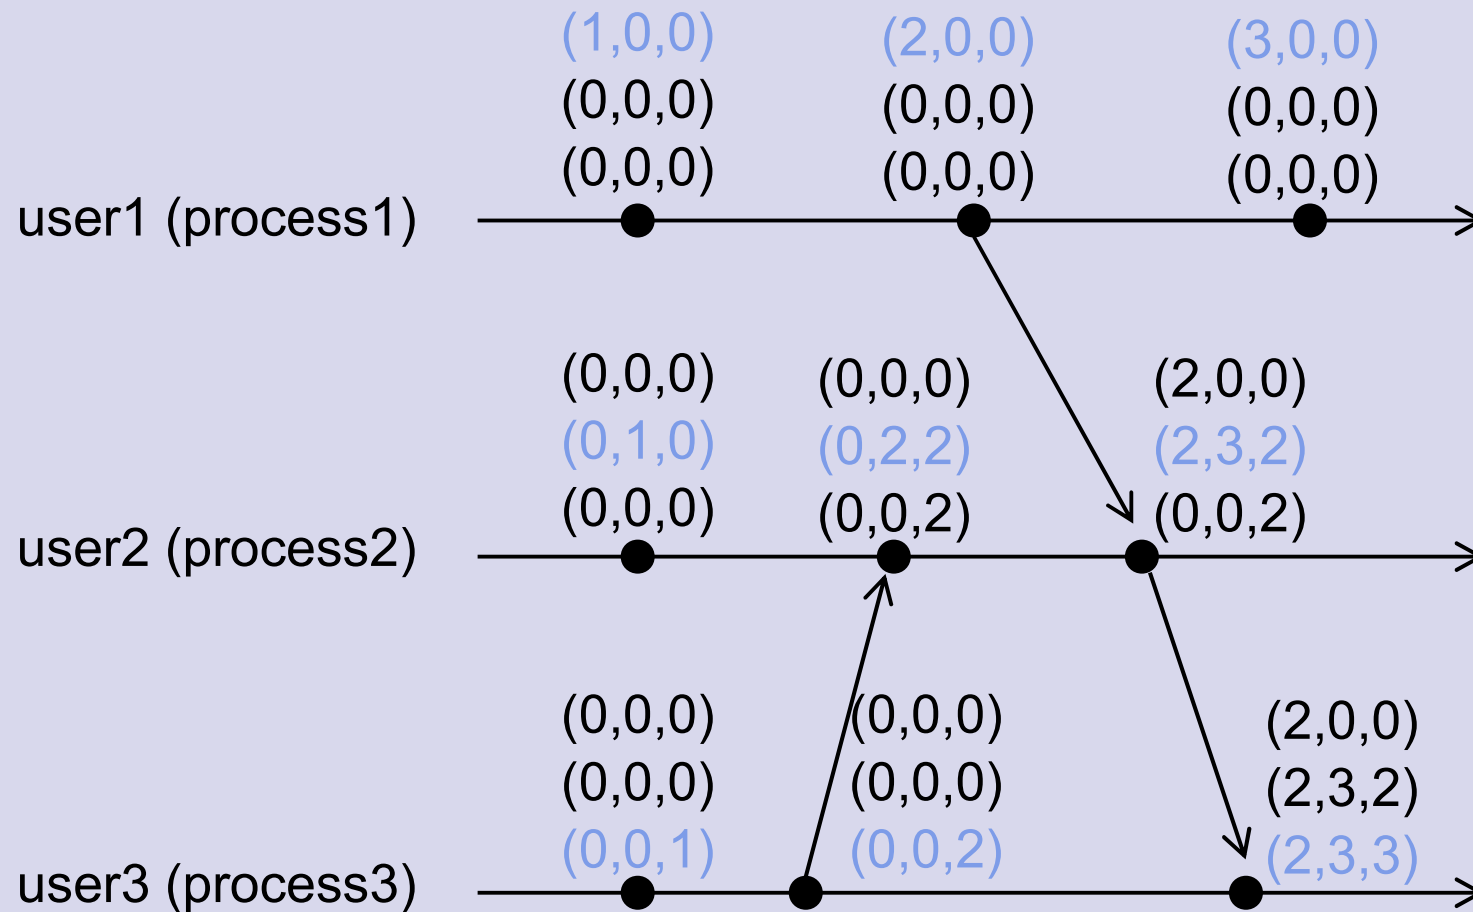 (1,0,0) (2,0,0) (3,0,0)
(0,0,0) (0,0,0) (0,0,0)
(0,0,0) (0,0,0) (0,0,0)
user1 (process1)
(0,0,0) (0,0,0) (2,0,0)
(0,1,0) (0,2,2) (2,3,2)
(0,0,0) (0,0,2) (0,0,2)
user2 (process2)
(0,0,0) (0,0,0) (2,0,0)
(0,0,0) (0,0,0) (2,3,2)
(0,0,1) (0,0,2) (2,3,3)
user3 (process3)